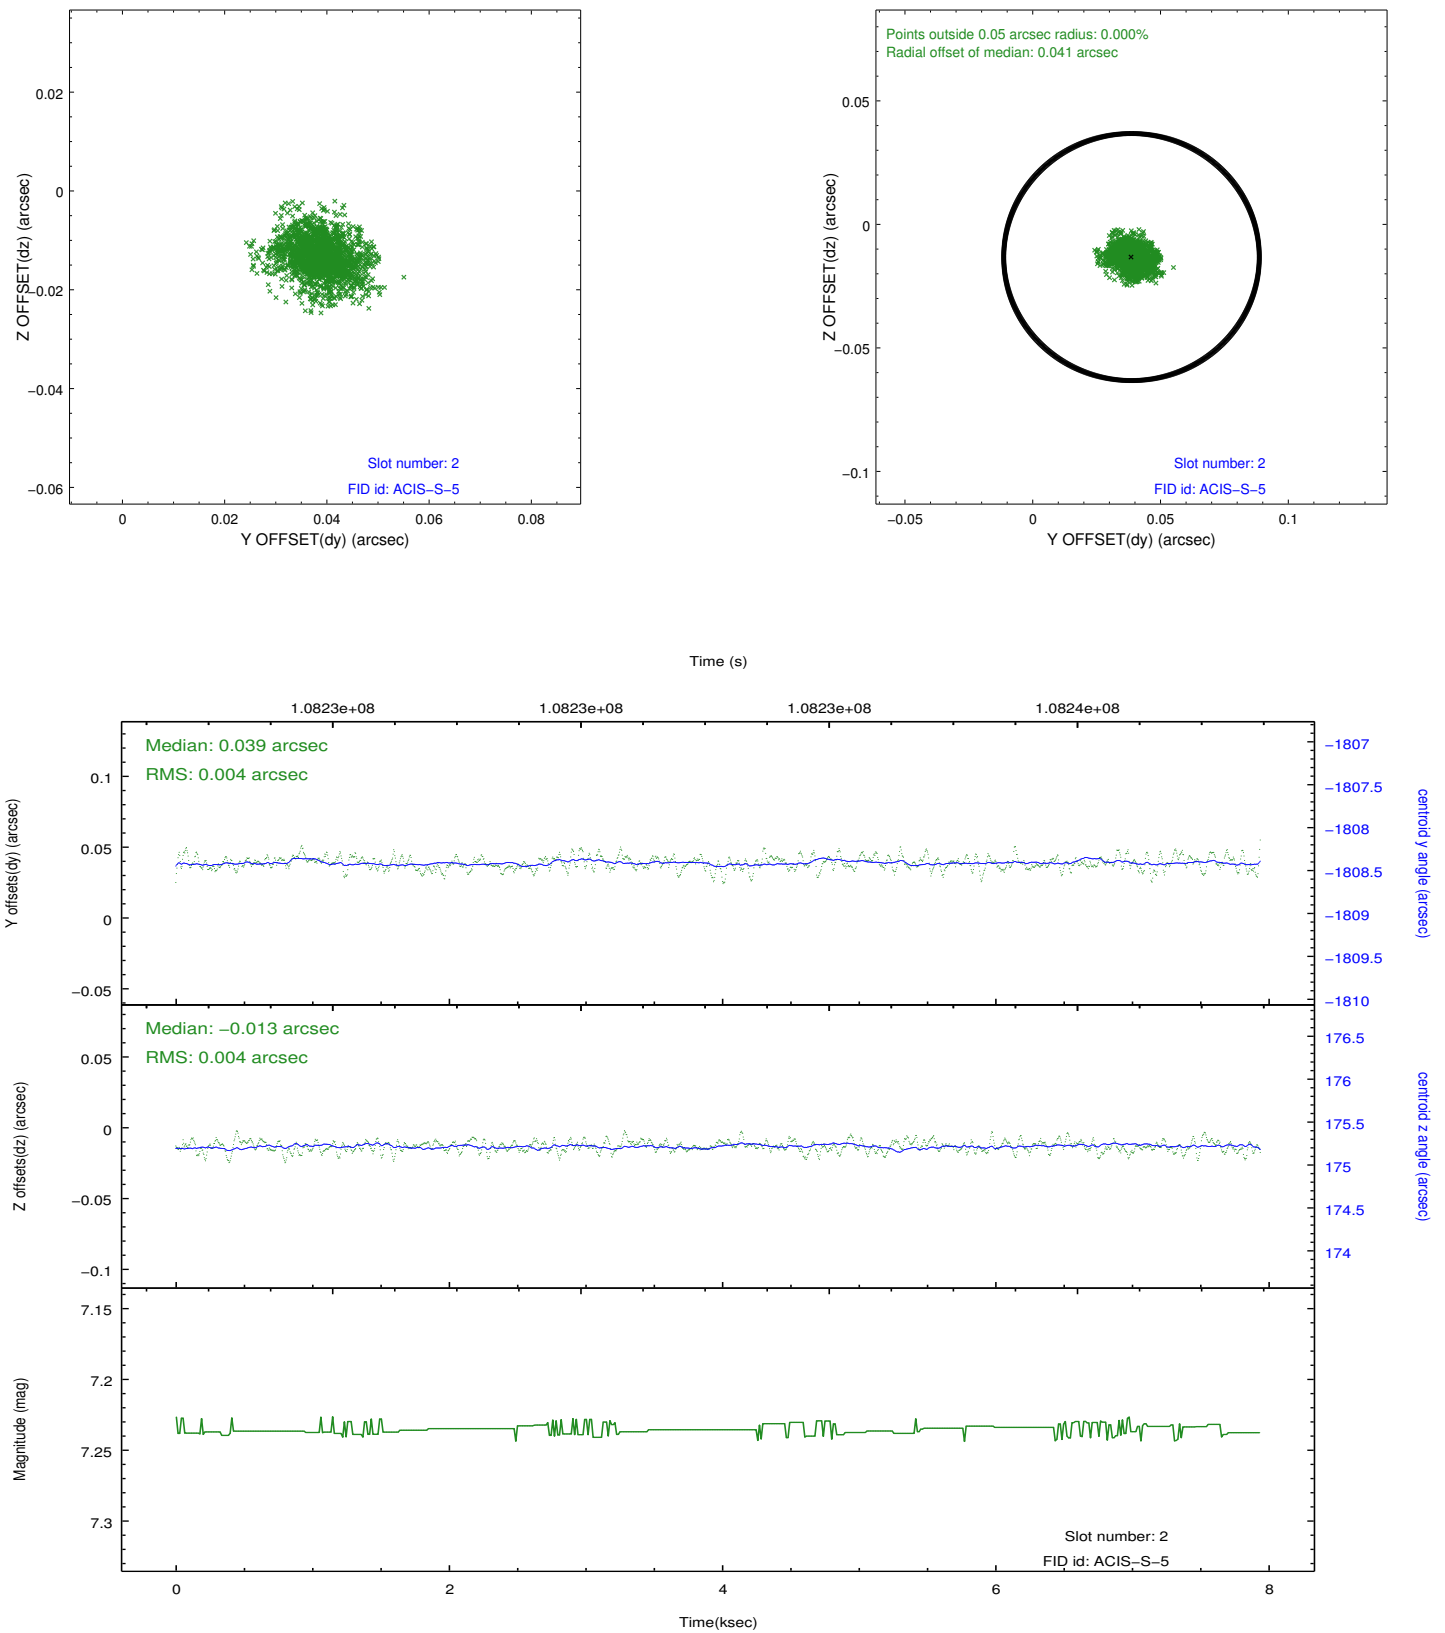 0.02
0
−0.02
−0.04
−0.06
Z OFFSET(dz) (arcsec)
Slot number: 2
FID id: ACIS−S−5
0
0.02
0.04
0.06
0.08
Y OFFSET(dy) (arcsec)
Points outside 0.05 arcsec radius: 0.000%
Radial offset of median: 0.041 arcsec
0.05
0
−0.05
−0.1
Z OFFSET(dz) (arcsec)
Slot number: 2
FID id: ACIS−S−5
−0.05
0
0.05
0.1
Y OFFSET(dy) (arcsec)
Time (s)
1.0823e+08
1.0823e+08
1.0823e+08
1.0824e+08
Median: 0.039 arcsec
RMS: 0.004 arcsec
0.1
0.05
0
−0.05
Y offsets(dy) (arcsec)
−1807
−1807.5
−1808
−1808.5
−1809
−1809.5
−1810
centroid y angle (arcsec)
Median: −0.013 arcsec
RMS: 0.004 arcsec
0.05
0
−0.05
−0.1
Z offsets(dz) (arcsec)
176.5
176
175.5
175
174.5
174
centroid z angle (arcsec)
7.15
7.2
7.25
7.3
Magnitude (mag)
Slot number: 2
FID id: ACIS−S−5
0
2
4
6
8
Time(ksec)